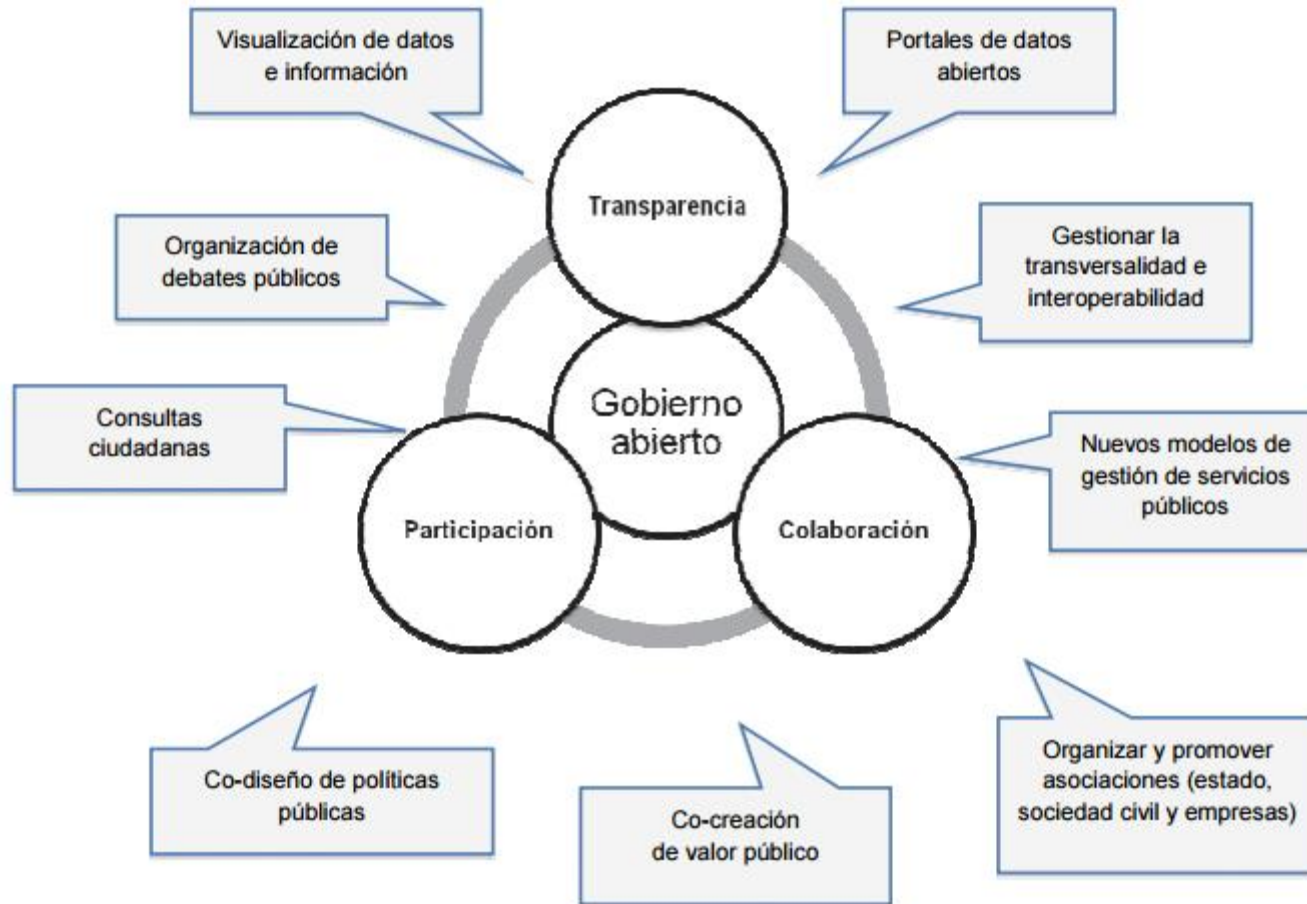 Visualización de datos
e información
Portales de datos
abiertos
Transparencia
Organización de
debates públicos
Gestionar la
transversalidad e
interoperabilidad
Gobierno
abierto
Consultas
ciudadanas
Nuevos modelos de
gestión de servicios
públicos
Participación
Colaboración
Co-diseño de políticas
públicas
Co-creación
de valor público
Organizar y promover
asociaciones (estado,
sociedad civil y empresas)